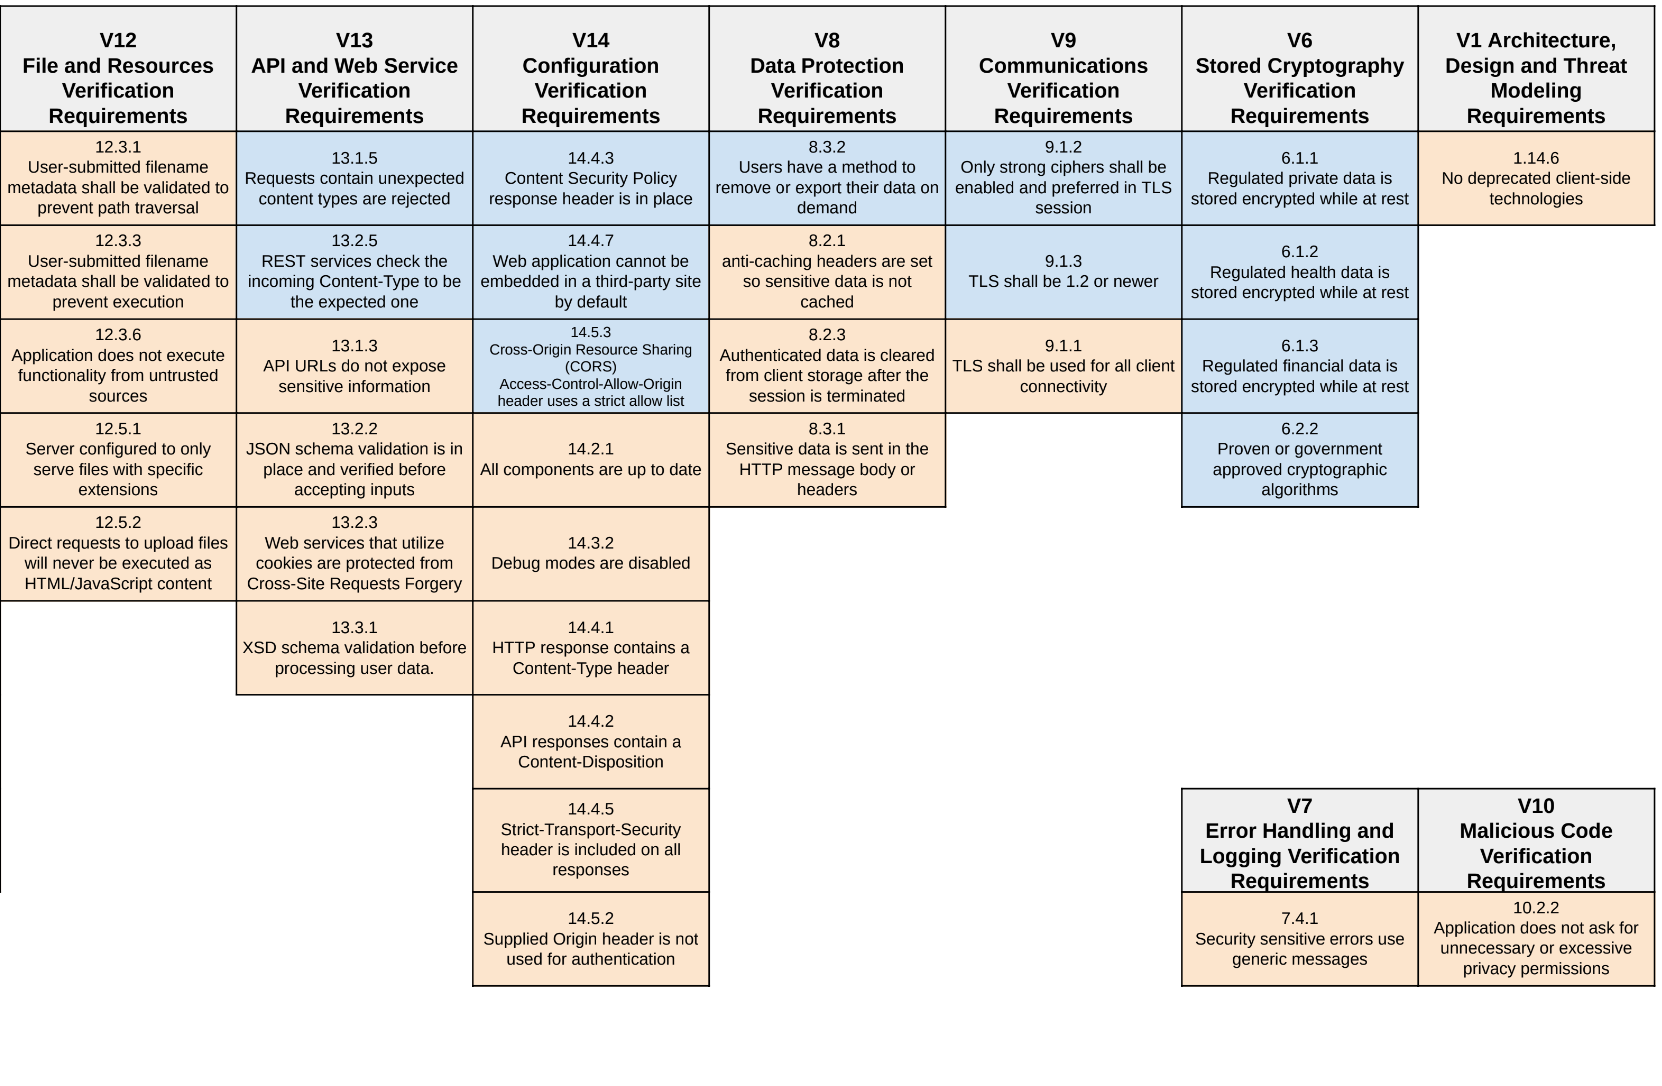 V12
File and Resources
Verification
Requirements
12.3.1
User-submitted filename
metadata shall be validated to
prevent path traversal
12.3.3
User-submitted filename
metadata shall be validated to
prevent execution
12.3.6
Application does not execute
functionality from untrusted
sources
12.5.1
Server configured to only
serve files with specific
extensions
12.5.2
Direct requests to upload files
will never be executed as
HTML/JavaScript content
V13
API and Web Service
Verification
Requirements
13.1.5
Requests contain unexpected
content types are rejected
13.2.5
REST services check the
incoming Content-Type to be
the expected one
13.1.3
API URLs do not expose
sensitive information
13.2.2
JSON schema validation is in
place and verified before
accepting inputs
13.2.3
Web services that utilize
cookies are protected from
Cross-Site Requests Forgery
13.3.1
XSD schema validation before
processing user data.
V14
Configuration
Verification
Requirements
14.4.3
Content Security Policy
response header is in place
14.4.7
Web application cannot be
embedded in a third-party site
by default
14.5.3
Cross-Origin Resource Sharing
(CORS)
Access-Control-Allow-Origin
header uses a strict allow list
14.2.1
All components are up to date
14.3.2
Debug modes are disabled
14.4.1
HTTP response contains a
Content-Type header
14.4.2
API responses contain a
Content-Disposition
14.4.5
Strict-Transport-Security
header is included on all
responses
14.5.2
Supplied Origin header is not
used for authentication
V8
Data Protection
Verification
Requirements
8.3.2
Users have a method to
remove or export their data on
demand
8.2.1
anti-caching headers are set
so sensitive data is not
cached
8.2.3
Authenticated data is cleared
from client storage after the
session is terminated
8.3.1
Sensitive data is sent in the
HTTP message body or
headers
V9
Communications
Verification
Requirements
9.1.2
Only strong ciphers shall be
enabled and preferred in TLS
session
9.1.3
TLS shall be 1.2 or newer
9.1.1
TLS shall be used for all client
connectivity
V6
Stored Cryptography
Verification
Requirements
6.1.1
Regulated private data is
stored encrypted while at rest
6.1.2
Regulated health data is
stored encrypted while at rest
6.1.3
Regulated financial data is
stored encrypted while at rest
6.2.2
Proven or government
approved cryptographic
algorithms
V1 Architecture,
Design and Threat
Modeling
Requirements
1.14.6
No deprecated client-side
technologies
V7
Error Handling and
Logging Verification
Requirements
7.4.1
Security sensitive errors use
generic messages
V10
Malicious Code
Verification
Requirements
10.2.2
Application does not ask for
unnecessary or excessive
privacy permissions